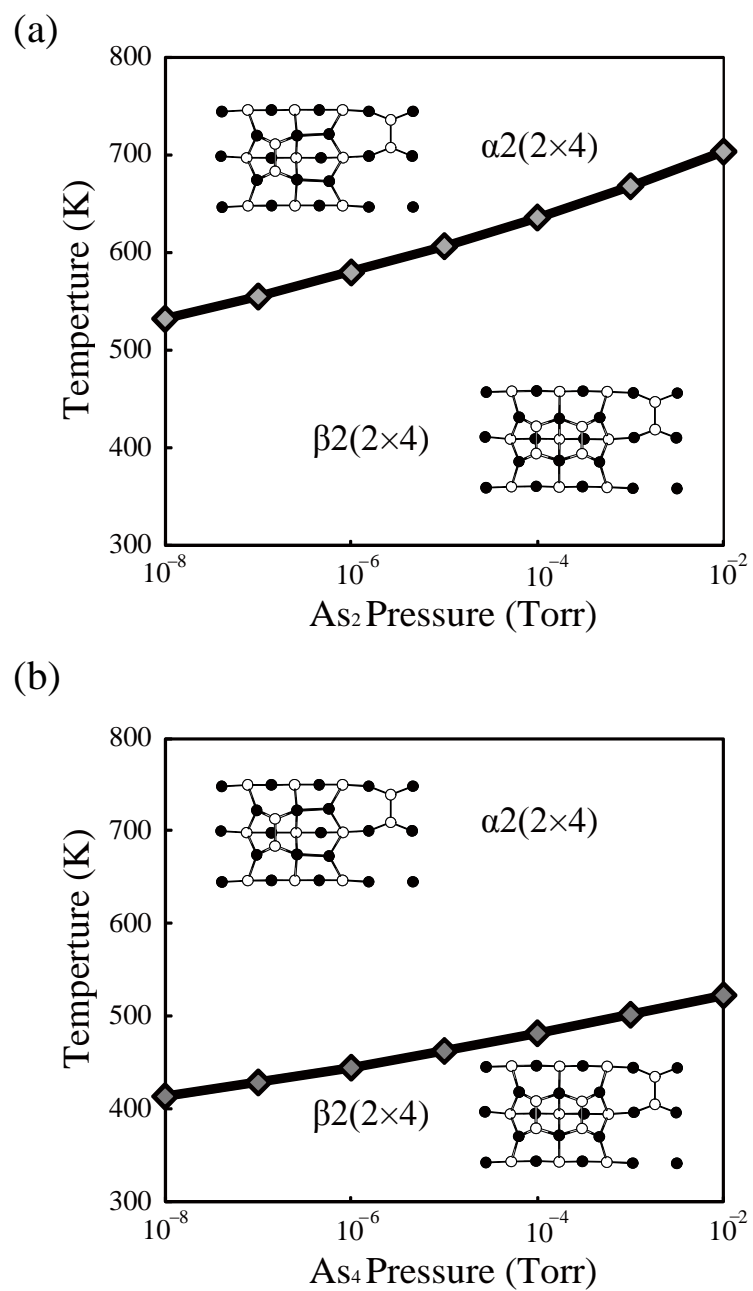 (a)
800
700
600
500
400
300
Temperture (K)
α2(2×4)
β2(2×4)
10⁻⁸
10⁻⁶
10⁻⁴
10⁻²
As₂ Pressure (Torr)
(b)
800
700
600
500
400
300
Temperture (K)
α2(2×4)
β2(2×4)
10⁻⁸
10⁻⁶
10⁻⁴
10⁻²
As₄ Pressure (Torr)